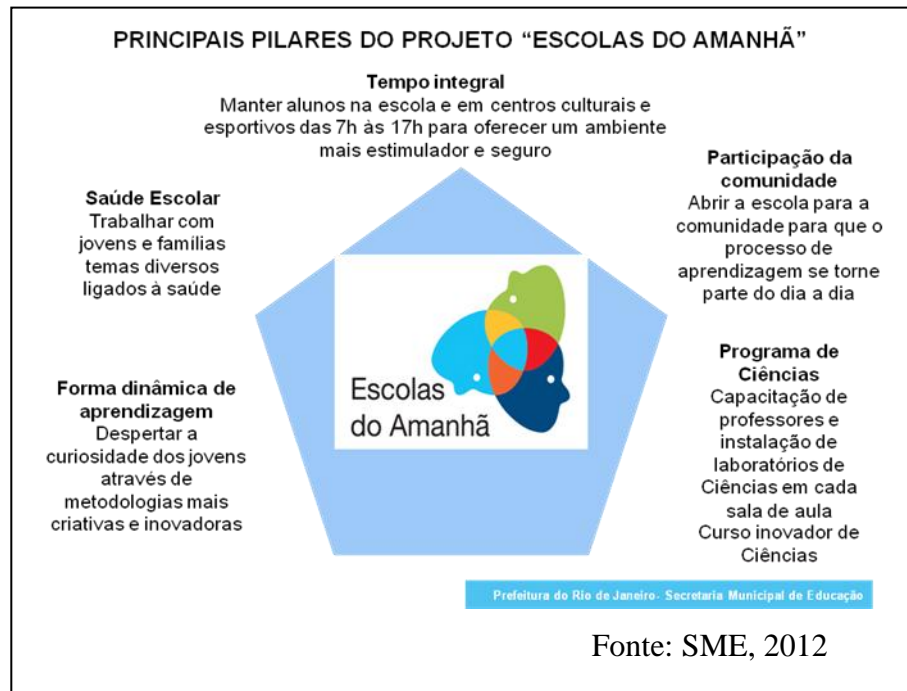 PRINCIPAIS PILARES DO PROJETO “ESCOLAS DO AMANHÔ
Tempo integral
Manter alunos na escola e em centros culturais e
esportivos das 7h às 17h para oferecer um ambiente
mais estimulador e seguro
Participação da
comunidade
Abrir a escola para a
comunidade para que o
processo de
aprendizagem se torne
parte do dia a dia
Saúde Escolar
Trabalhar com
jovens e famílias
temas diversos
ligados à saúde
Escolas
do Amanhã
Forma dinâmica de
aprendizagem
Despertar a
curiosidade dos jovens
através de
metodologias mais
criativas e inovadoras
Programa de
Ciências
Capacitação de
professores e
instalação de
laboratórios de
Ciências em cada
sala de aula
Curso inovador de
Ciências
Prefeitura do Rio de Janeiro- Secretaria Municipal de Educação
Fonte: SME, 2012